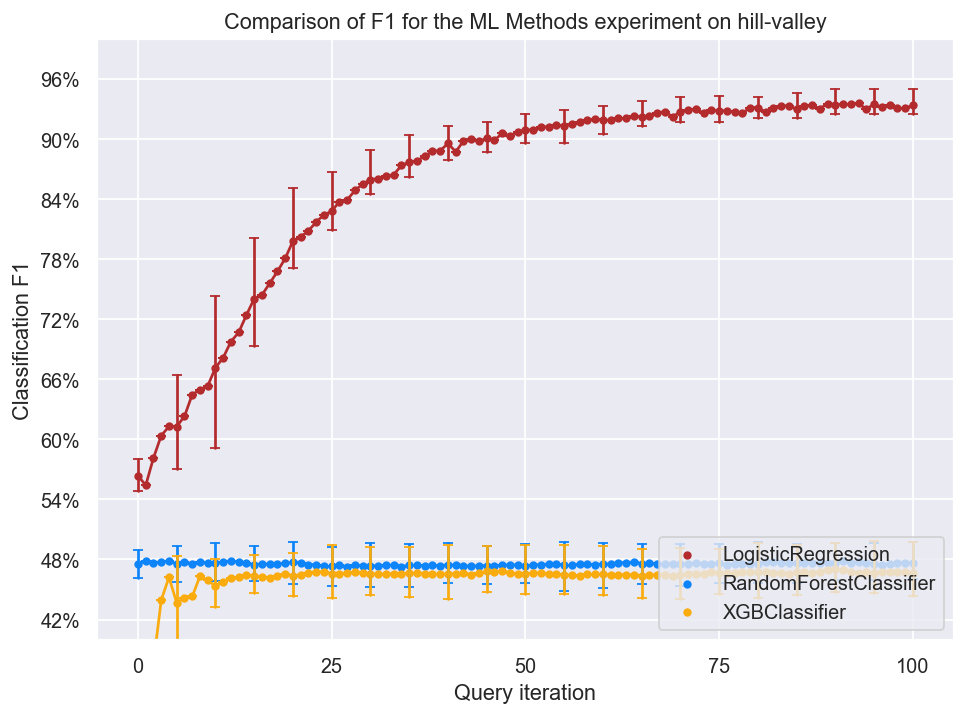 Comparison of F1 for the ML Methods experiment on hill-valley
Classification F1
96%
90%
84%
78%
72%
66%
60%
54%
48%
42%
LogisticRegression
RandomForestClassifier
XGBClassifier
0 25 50 75 100
Query iteration